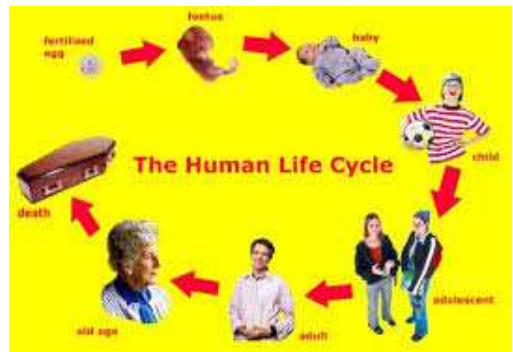 foetus
fertilised
egg
baby
child
The Human Life Cycle
death
adolescent
adult
old age